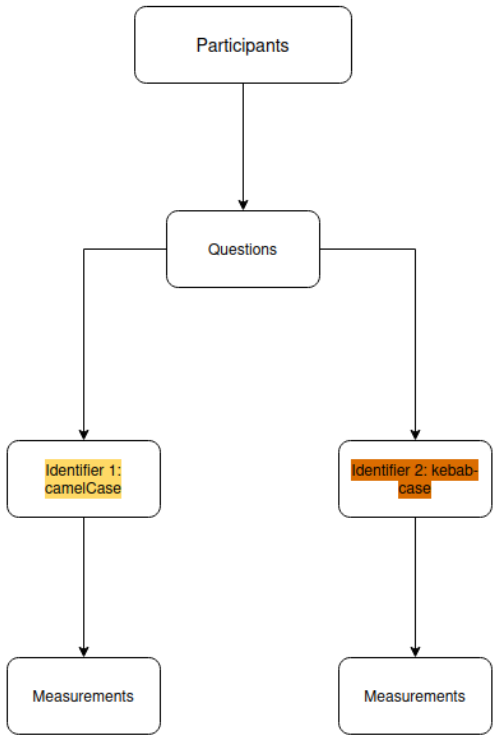 Participants
Questions
Identifier 1:
camelCase
Identifier 2: kebab-
case
Measurements
Measurements